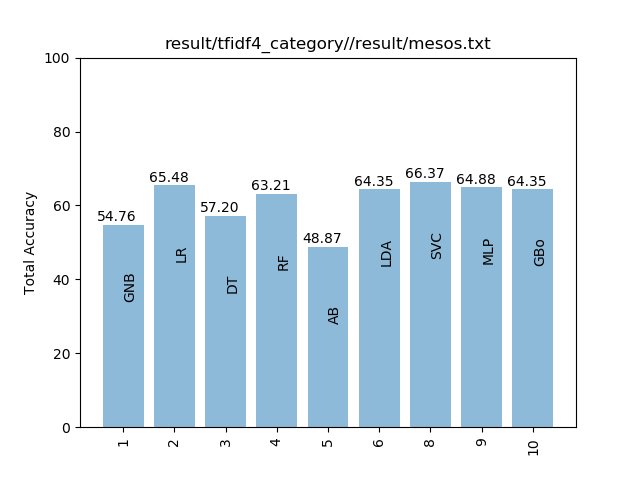 result/tfidf4_category//result/mesos.txt
Total Accuracy
100
80
60
40
20
0
54.76
65.48
57.20
63.21
48.87
64.35
66.37
64.88
64.35
GNB
LR
DT
RF
AB
LDA
SVC
MLP
GBo
1
2
3
4
5
6
8
9
10